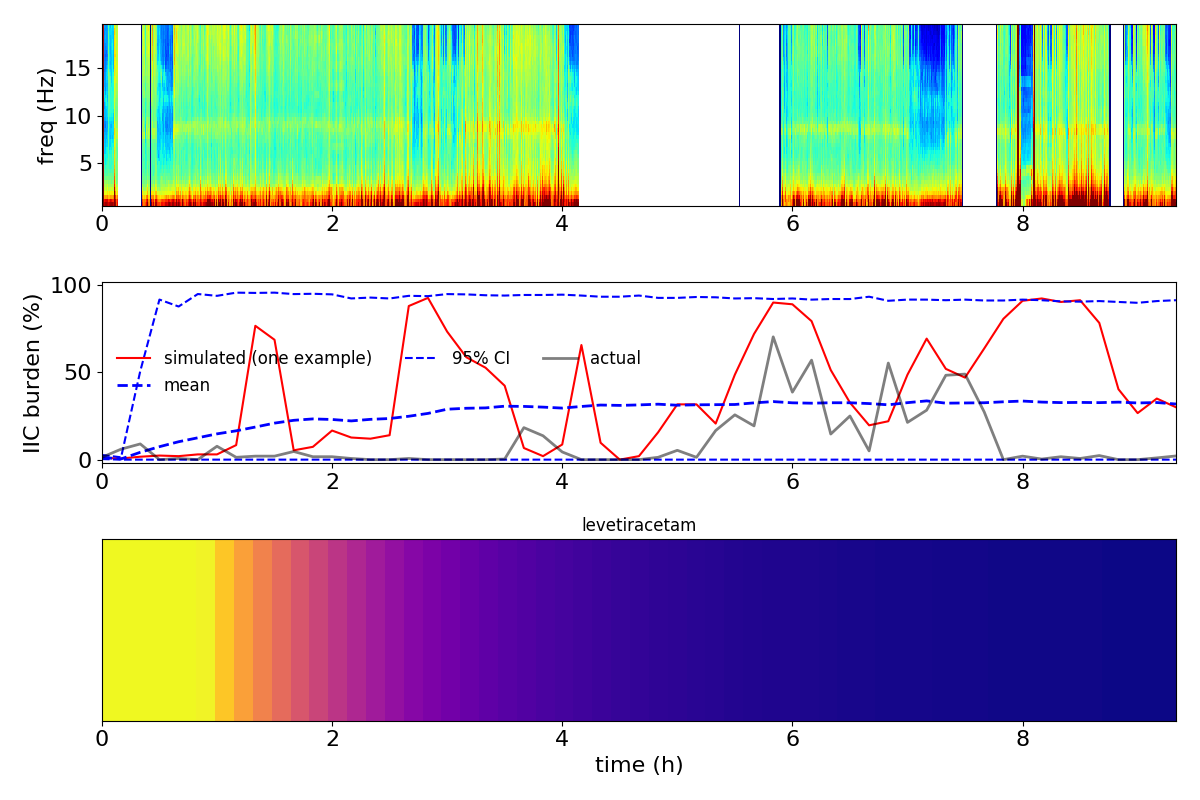 freq (Hz)
15
10
5
0 2 4 6 8
IIC burden (%)
100
50
0
simulated (one example) 95% CI actual
mean
0 2 4 6 8
levetiracetam
0 2 4 6 8
time (h)